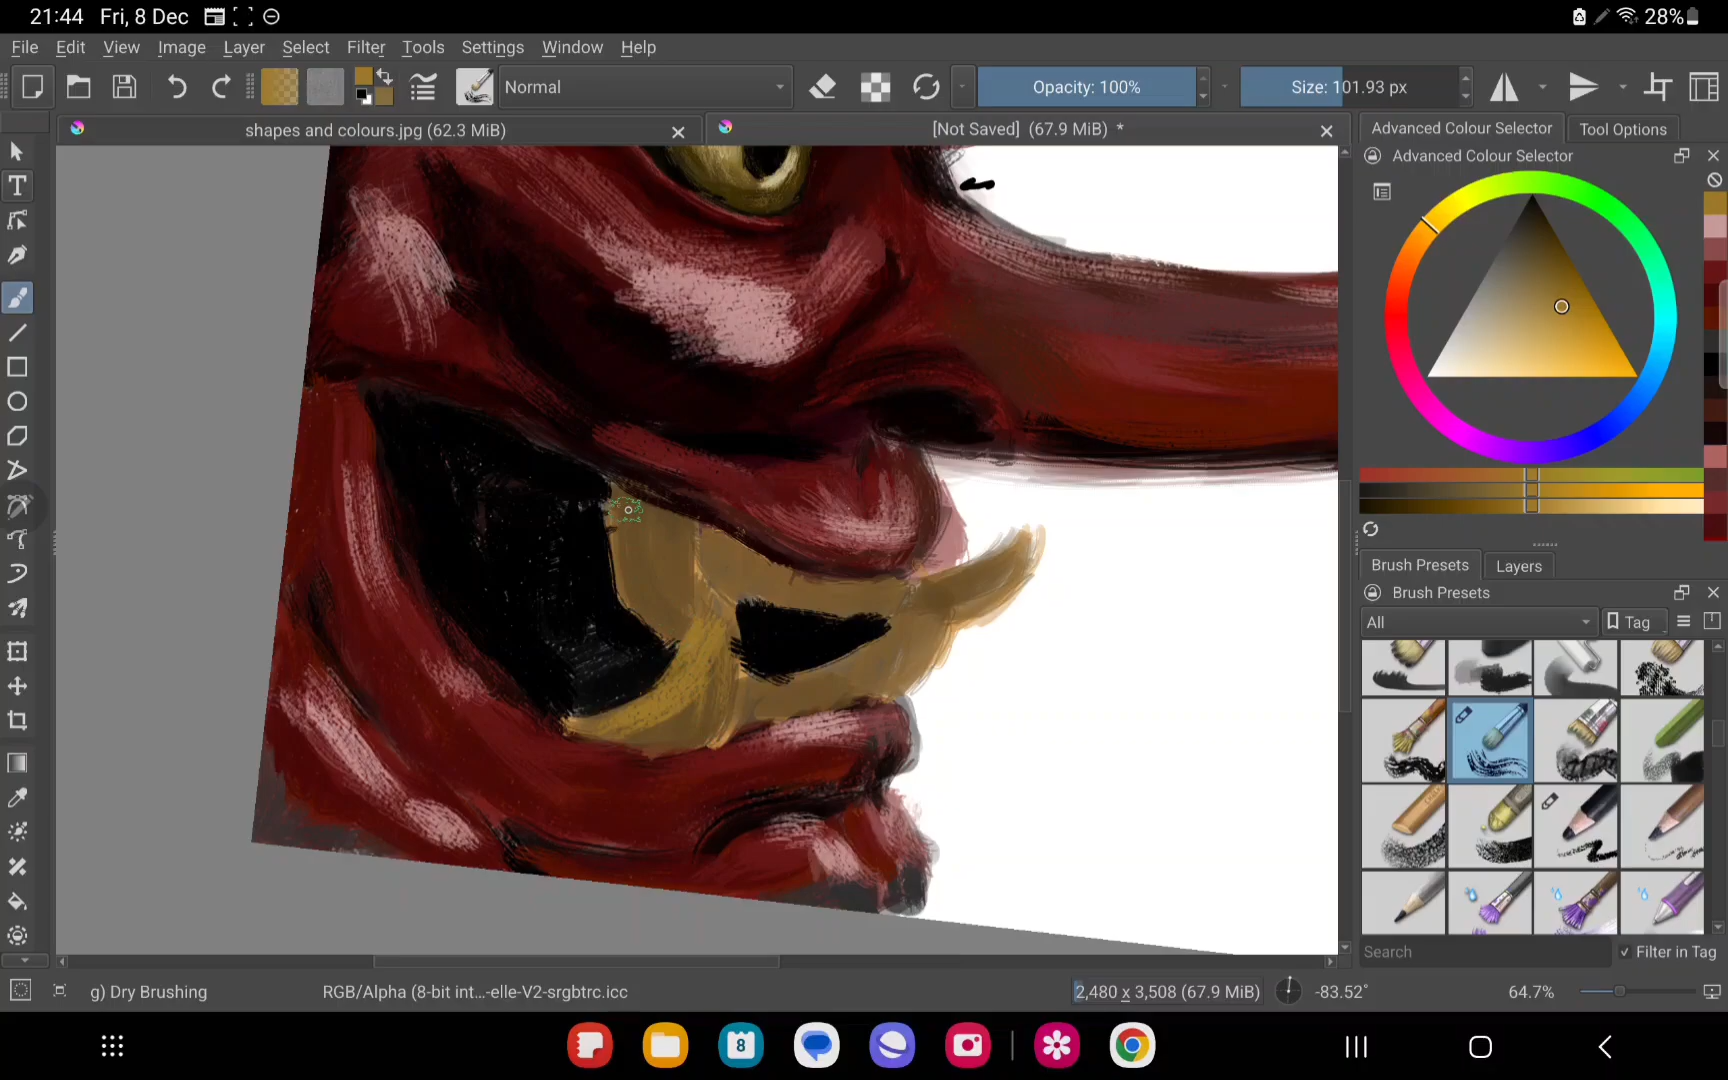 21:44 Fri, 8 Dec
28%
File Edit View Image Layer Select Filter Tools Settings Window Help
Normal
Opacity: 100%
Size: 101.93 px
shapes and colours.jpg (62.3 MiB)
[Not Saved] (67.9 MiB) *
Advanced Colour Selector
Tool Options
Advanced Colour Selector
Brush Presets
Layers
Brush Presets
All
Tag
Search
Filter in Tag
g) Dry Brushing
RGB/Alpha (8-bit int...-elle-V2-srgbtrc.icc
2,480 x 3,508 (67.9 MiB)
-83.52°
64.7%
8